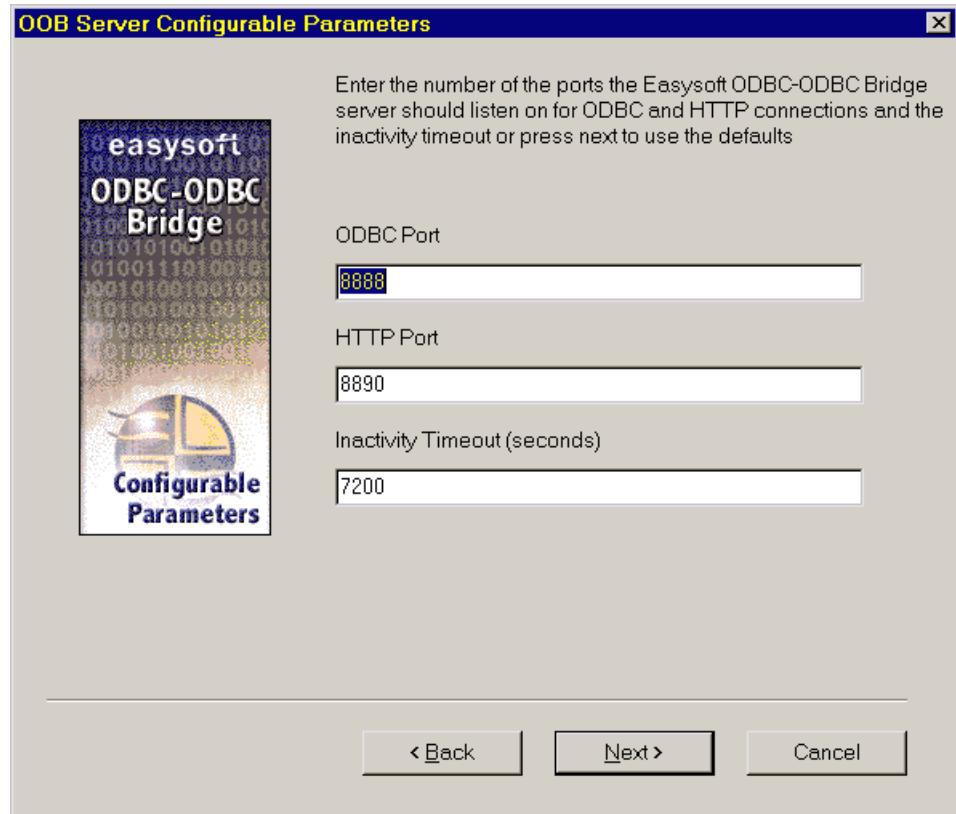 OOB Server Configurable Parameters
Enter the number of the ports the Easysoft ODBC-ODBC Bridge
server should listen on for ODBC and HTTP connections and the
inactivity timeout or press next to use the defaults
easysoft
ODBC-ODBC
Bridge
Configurable
Parameters
ODBC Port
8888
HTTP Port
8890
Inactivity Timeout (seconds)
7200
< Back
Next >
Cancel